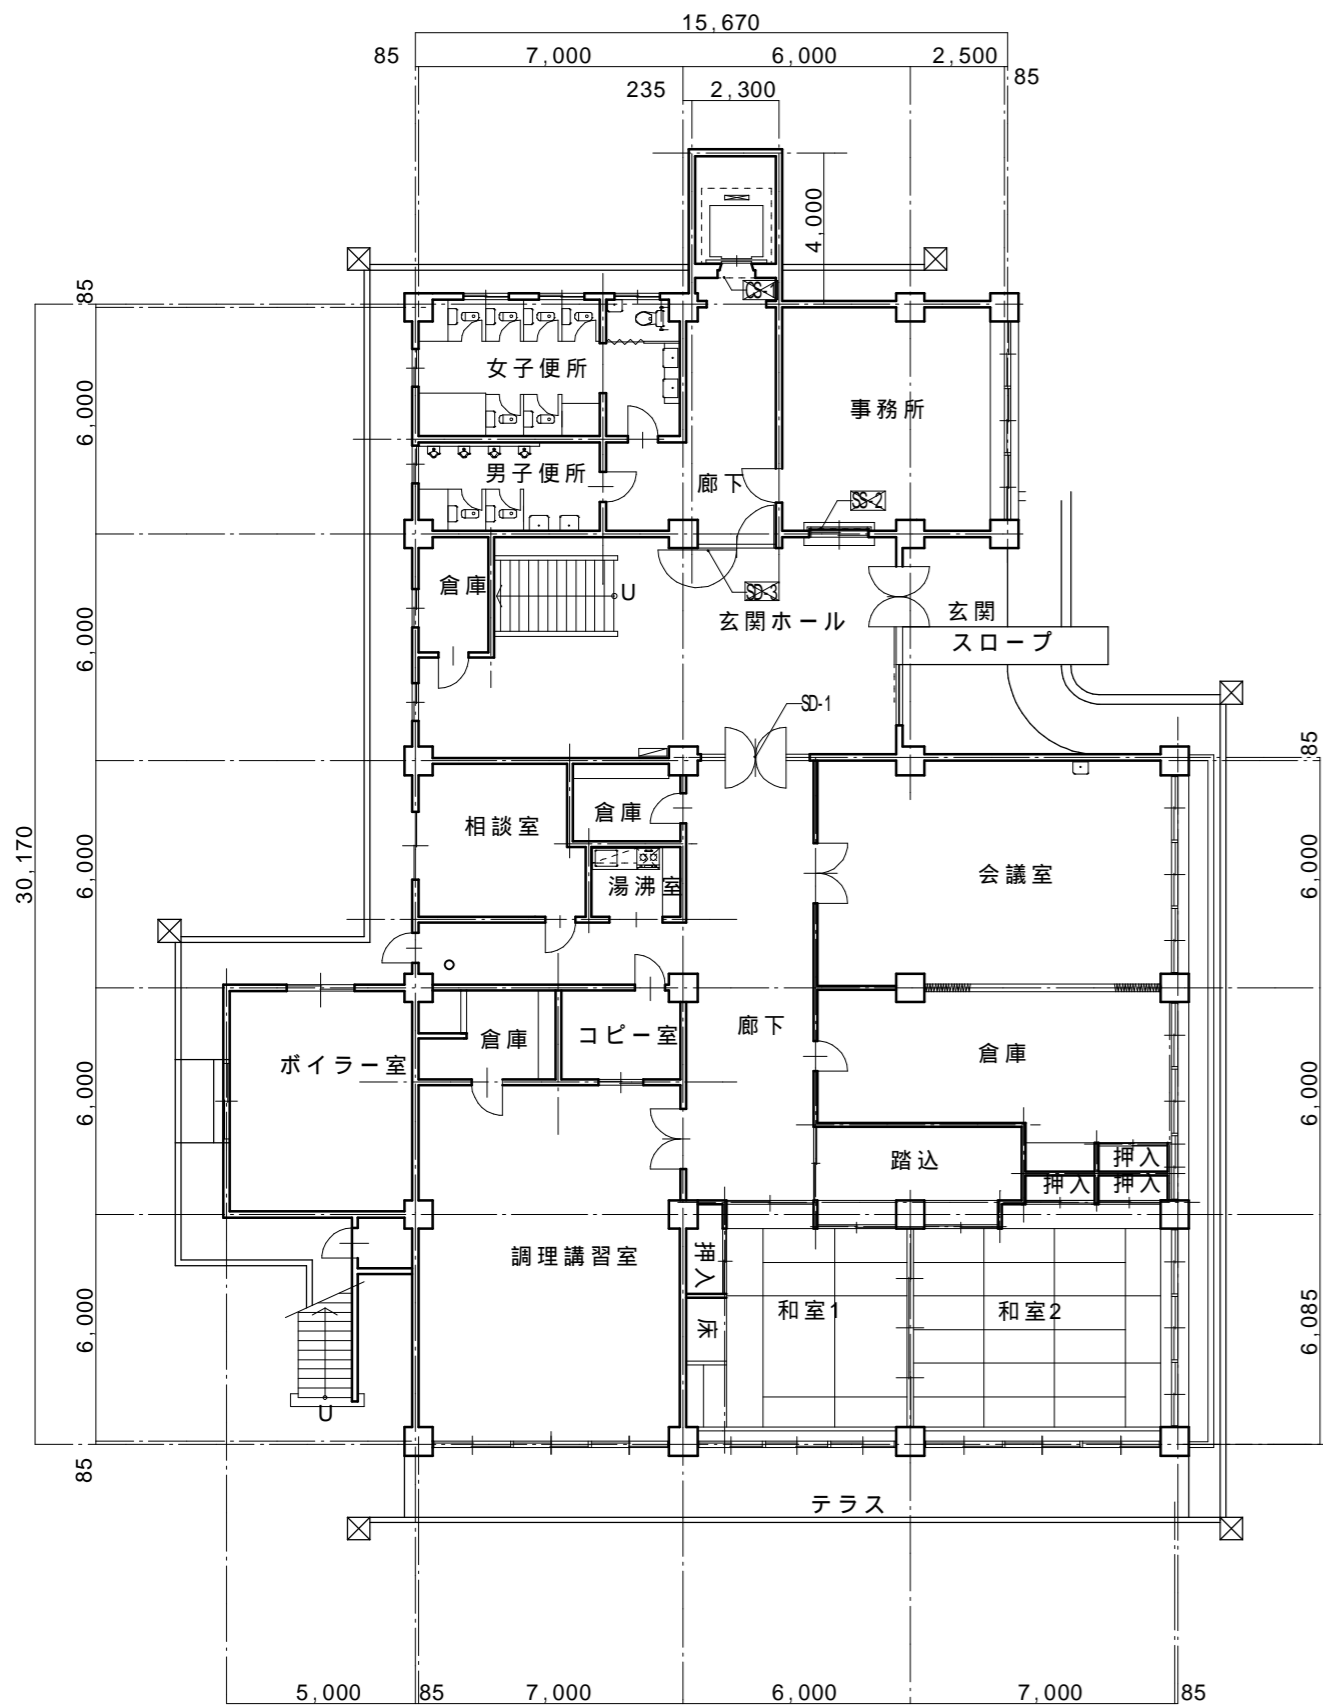 15,670
85
7,000
6,000
2,500
85
235
2,300
4,000
85
6,000
女子便所
事務所
男子便所
廊下
SS-2
倉庫
U
SD-3
玄関ホール
玄関
スロープ
6,000
SD-1
85
相談室
倉庫
湯沸室
会議室
30,170
6,000
6,000
ボイラー室
倉庫
コピー室
廊下
倉庫
6,000
6,000
踏込
押入
押入
押入
調理講習室
押入
床
和室1
和室2
6,000
6,085
U
85
テラス
5,000
85
7,000
6,000
7,000
85